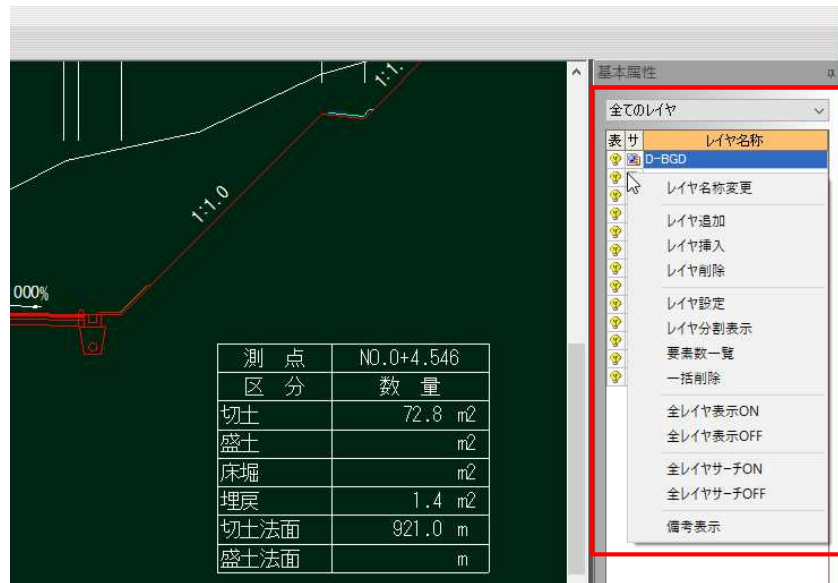 基本属性
全てのレイヤ
表 サ レイヤ名称
D-BGD
レイヤ名称変更
レイヤ追加
レイヤ挿入
レイヤ削除
レイヤ設定
レイヤ分割表示
要素数一覧
一括削除
全レイヤ表示ON
全レイヤ表示OFF
全レイヤサーチON
全レイヤサーチOFF
備考表示
1:1.
1:1.0
000%
測 点 NO.0+4.546
区 分 数 量
切土 72.8 m2
盛土 m2
床堀 m2
埋戻 1.4 m2
切土法面 921.0 m
盛土法面 m